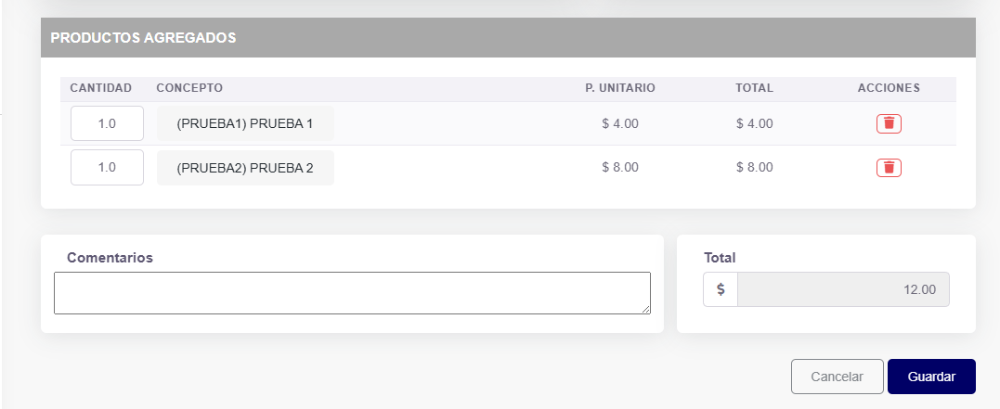 PRODUCTOS AGREGADOS
CANTIDAD CONCEPTO P. UNITARIO TOTAL ACCIONES
1.0 (PRUEBA1) PRUEBA 1 $ 4.00 $ 4.00
1.0 (PRUEBA2) PRUEBA 2 $ 8.00 $ 8.00
Comentarios
Total
$ 12.00
Cancelar Guardar